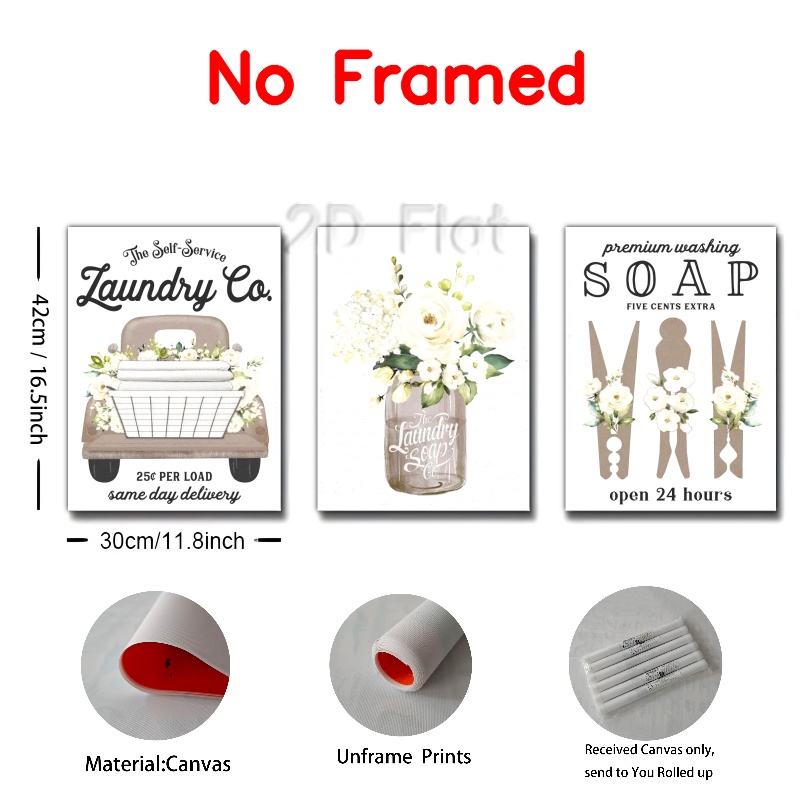 No Framed
2D Flat
The Self-Service
Laundry Co.
25¢ PER LOAD
same day delivery
The
Laundry
Soap
Co.
premium washing
SOAP
FIVE CENTS EXTRA
open 24 hours
42cm / 16.5inch
30cm/11.8inch
Material:Canvas
Unframe Prints
Received Canvas only,
send to You Rolled up